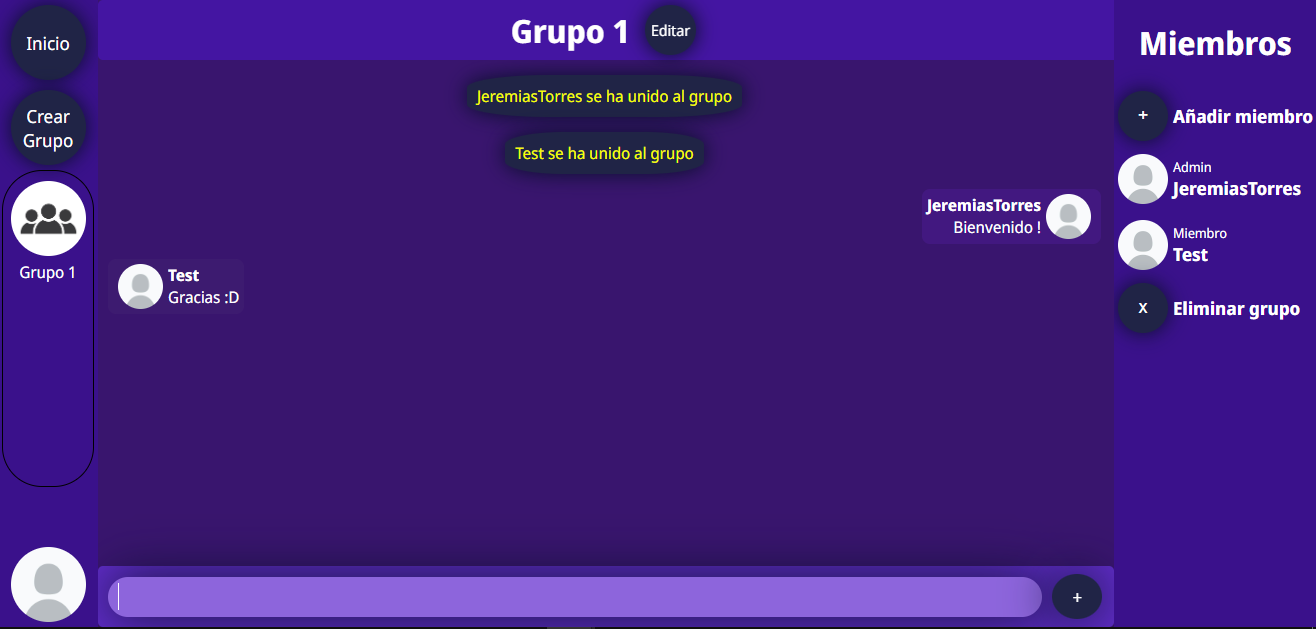 Inicio
Crear
Grupo
Grupo 1
Grupo 1
Editar
JeremiasTorres se ha unido al grupo
Test se ha unido al grupo
JeremiasTorres
Bienvenido !
Test
Gracias :D
+
Miembros
+ Añadir miembro
Admin
JeremiasTorres
Miembro
Test
X Eliminar grupo